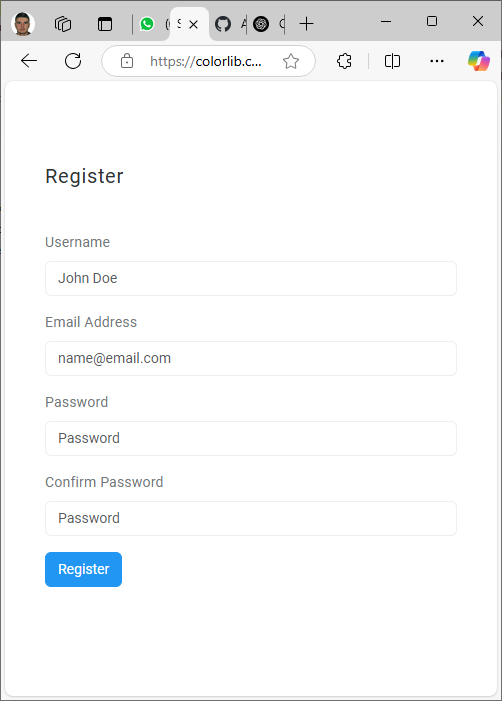 https://colorlib.c...
Register
Username
John Doe
Email Address
name@email.com
Password
Password
Confirm Password
Password
Register